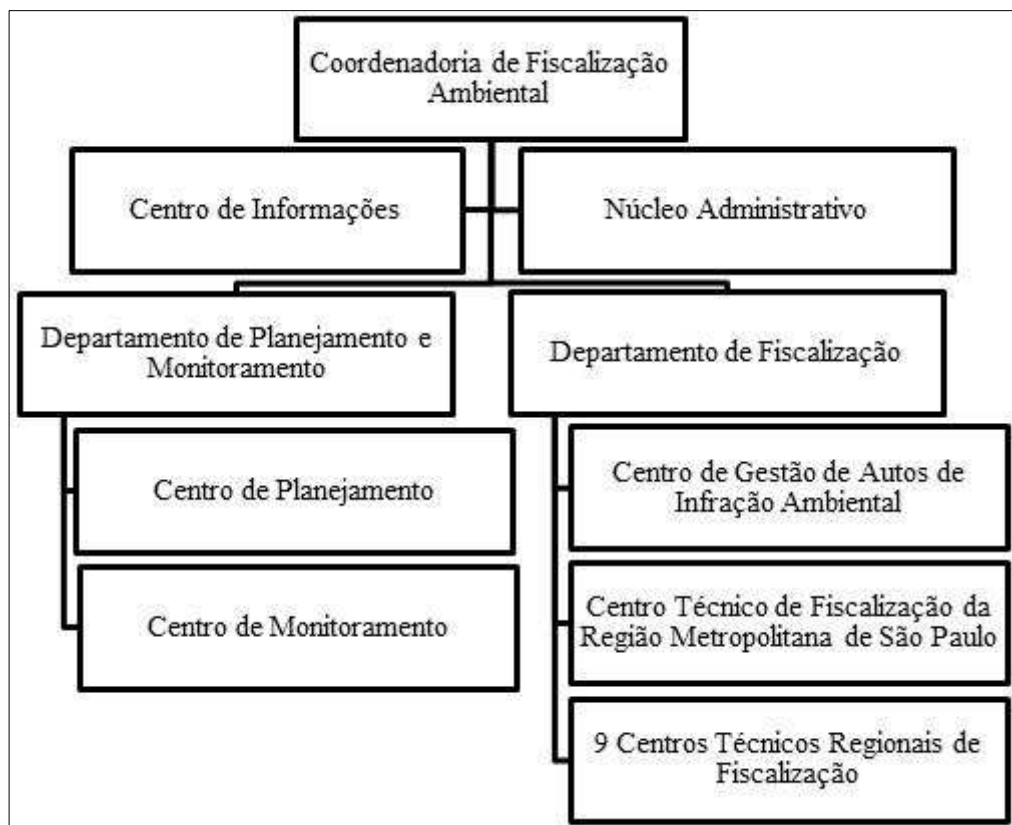 Coordenadoria de Fiscalização
Ambiental
Centro de Informações
Núcleo Administrativo
Departamento de Planejamento e
Monitoramento
Departamento de Fiscalização
Centro de Planejamento
Centro de Monitoramento
Centro de Gestão de Autos de
Infração Ambiental
Centro Técnico de Fiscalização da
Região Metropolitana de São Paulo
9 Centros Técnicos Regionais de
Fiscalização